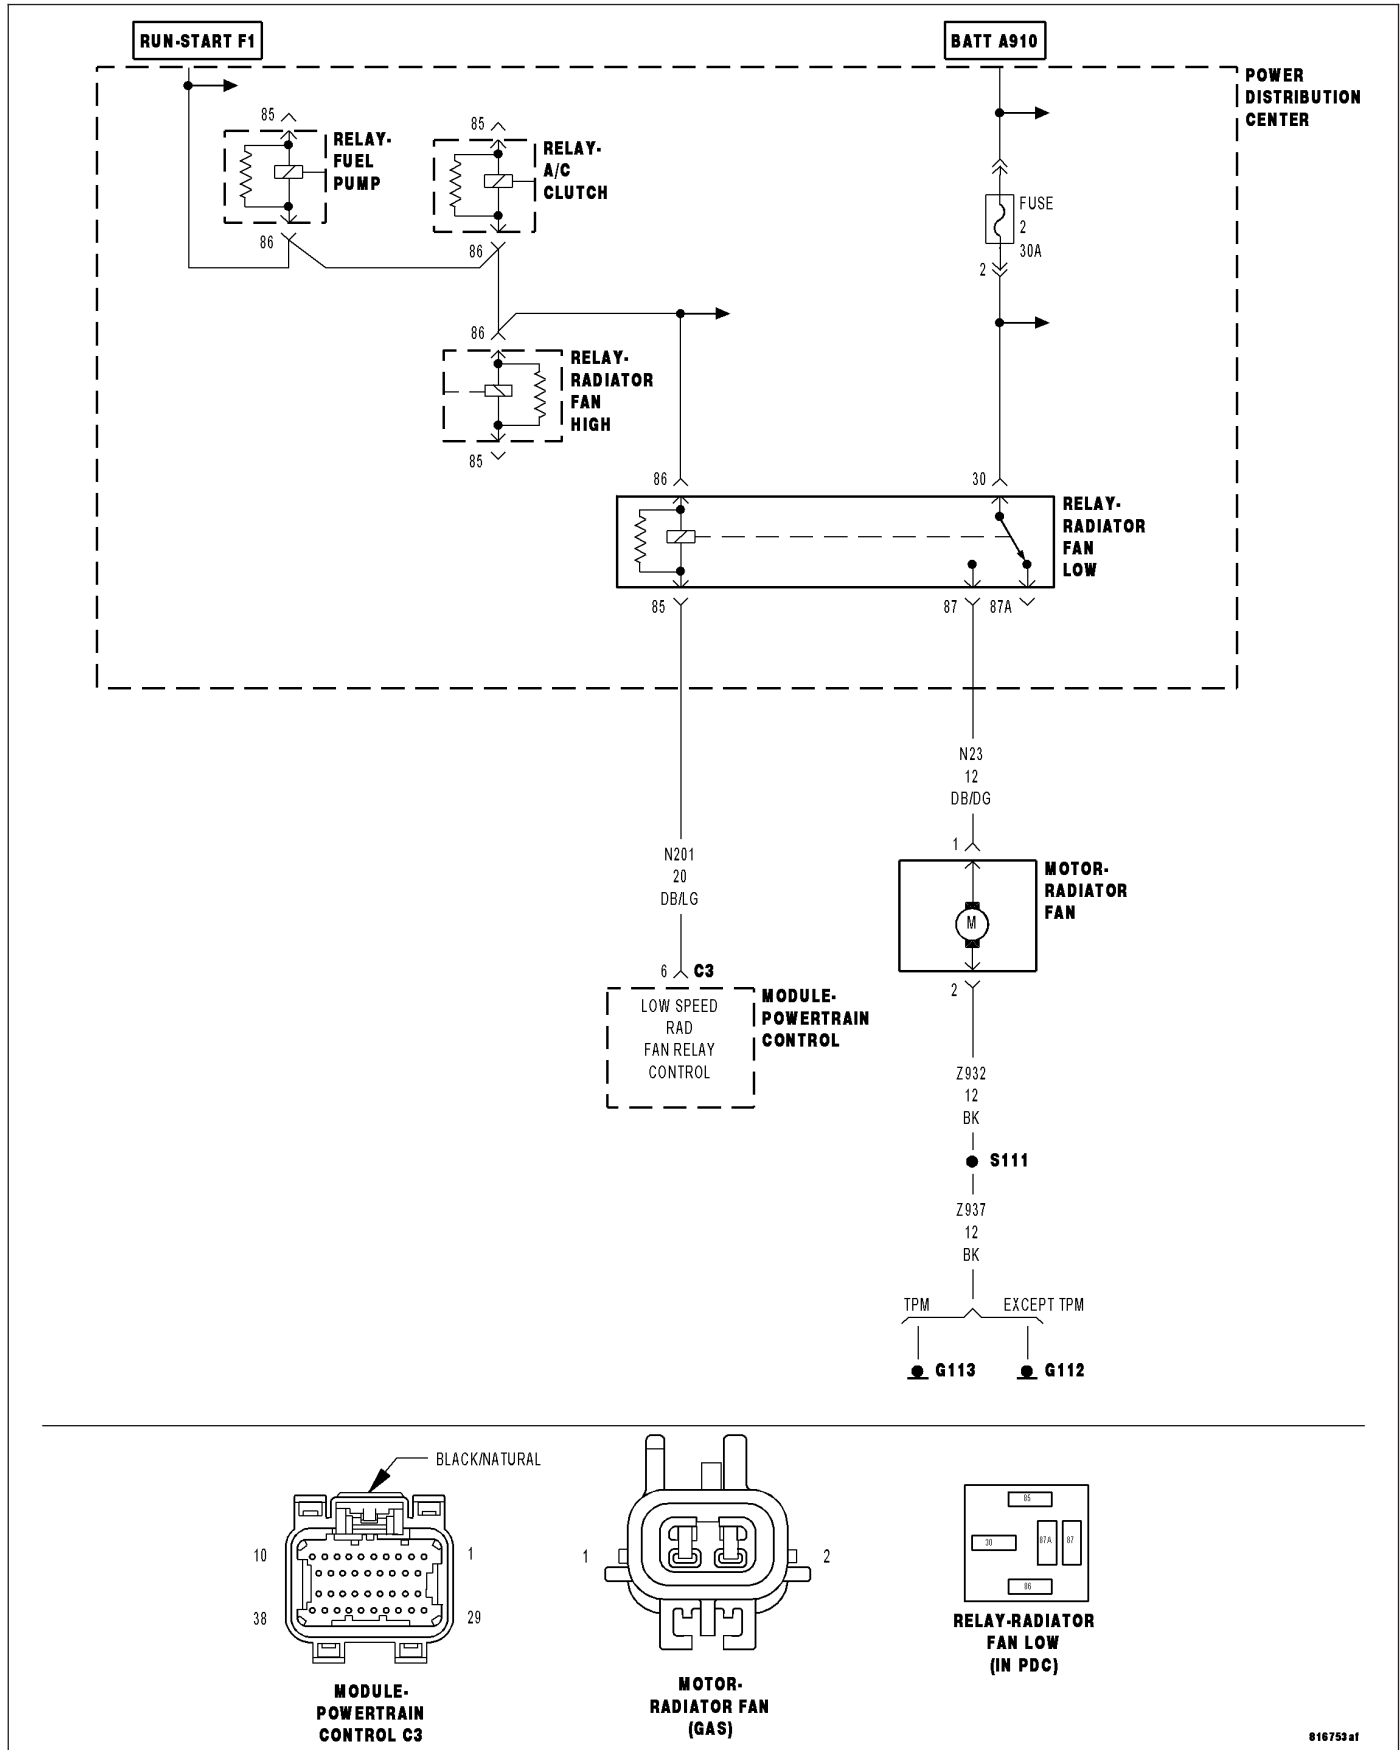 RUN-START F1
BATT A910
POWER
DISTRIBUTION
CENTER
85
RELAY-
FUEL
PUMP
86
85
RELAY-
A/C
CLUTCH
86
FUSE
2
30A
2
86
RELAY-
RADIATOR
FAN
HIGH
85
86
30
RELAY-
RADIATOR
FAN
LOW
85
87
87A
N23
12
DB/DG
1
N201
20
DB/LG
6
C3
MOTOR-
RADIATOR
FAN
M
2
LOW SPEED
RAD
FAN RELAY
CONTROL
MODULE-
POWERTRAIN
CONTROL
Z932
12
BK
S111
Z937
12
BK
TPM
EXCEPT TPM
G113
G112
BLACK/NATURAL
10
1
38
29
MODULE-
POWERTRAIN
CONTROL C3
1
2
MOTOR-
RADIATOR FAN
(GAS)
85
30
87A
87
86
RELAY-RADIATOR
FAN LOW
(IN PDC)
816753af